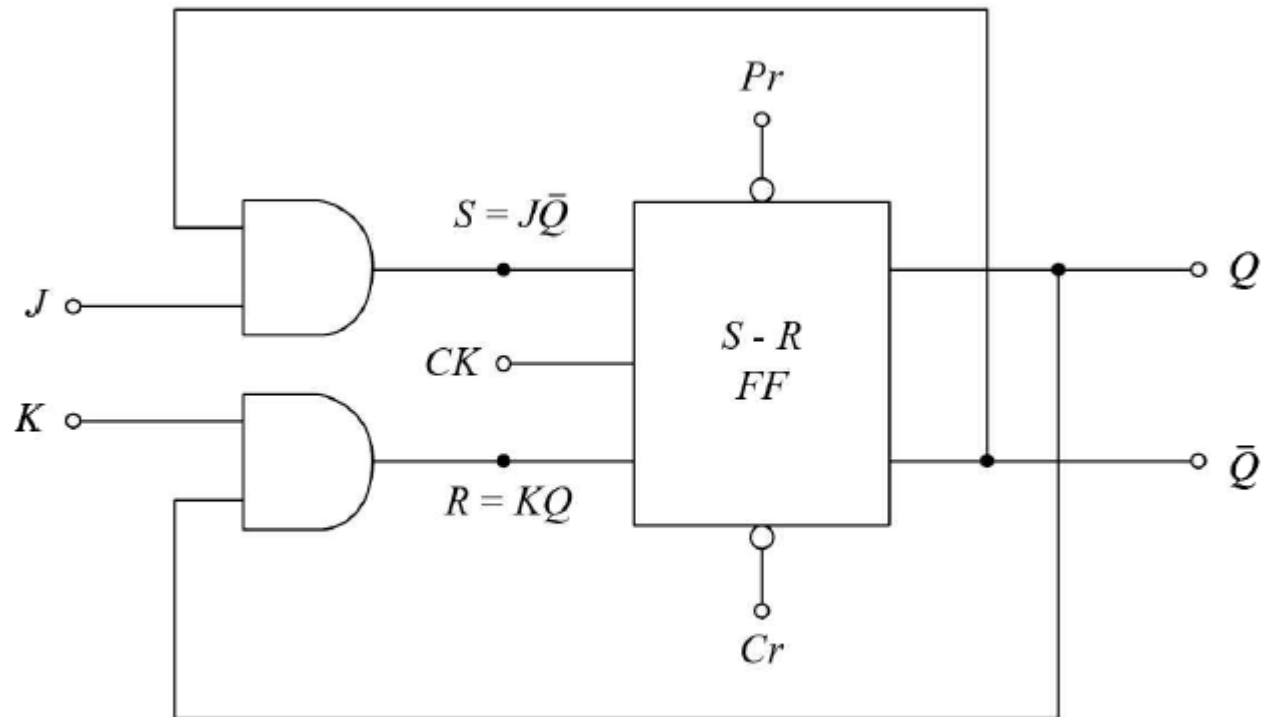 Pr
S = JQ̄
J
Q
CK
S - R
FF
K
Q̄
R = KQ
Cr